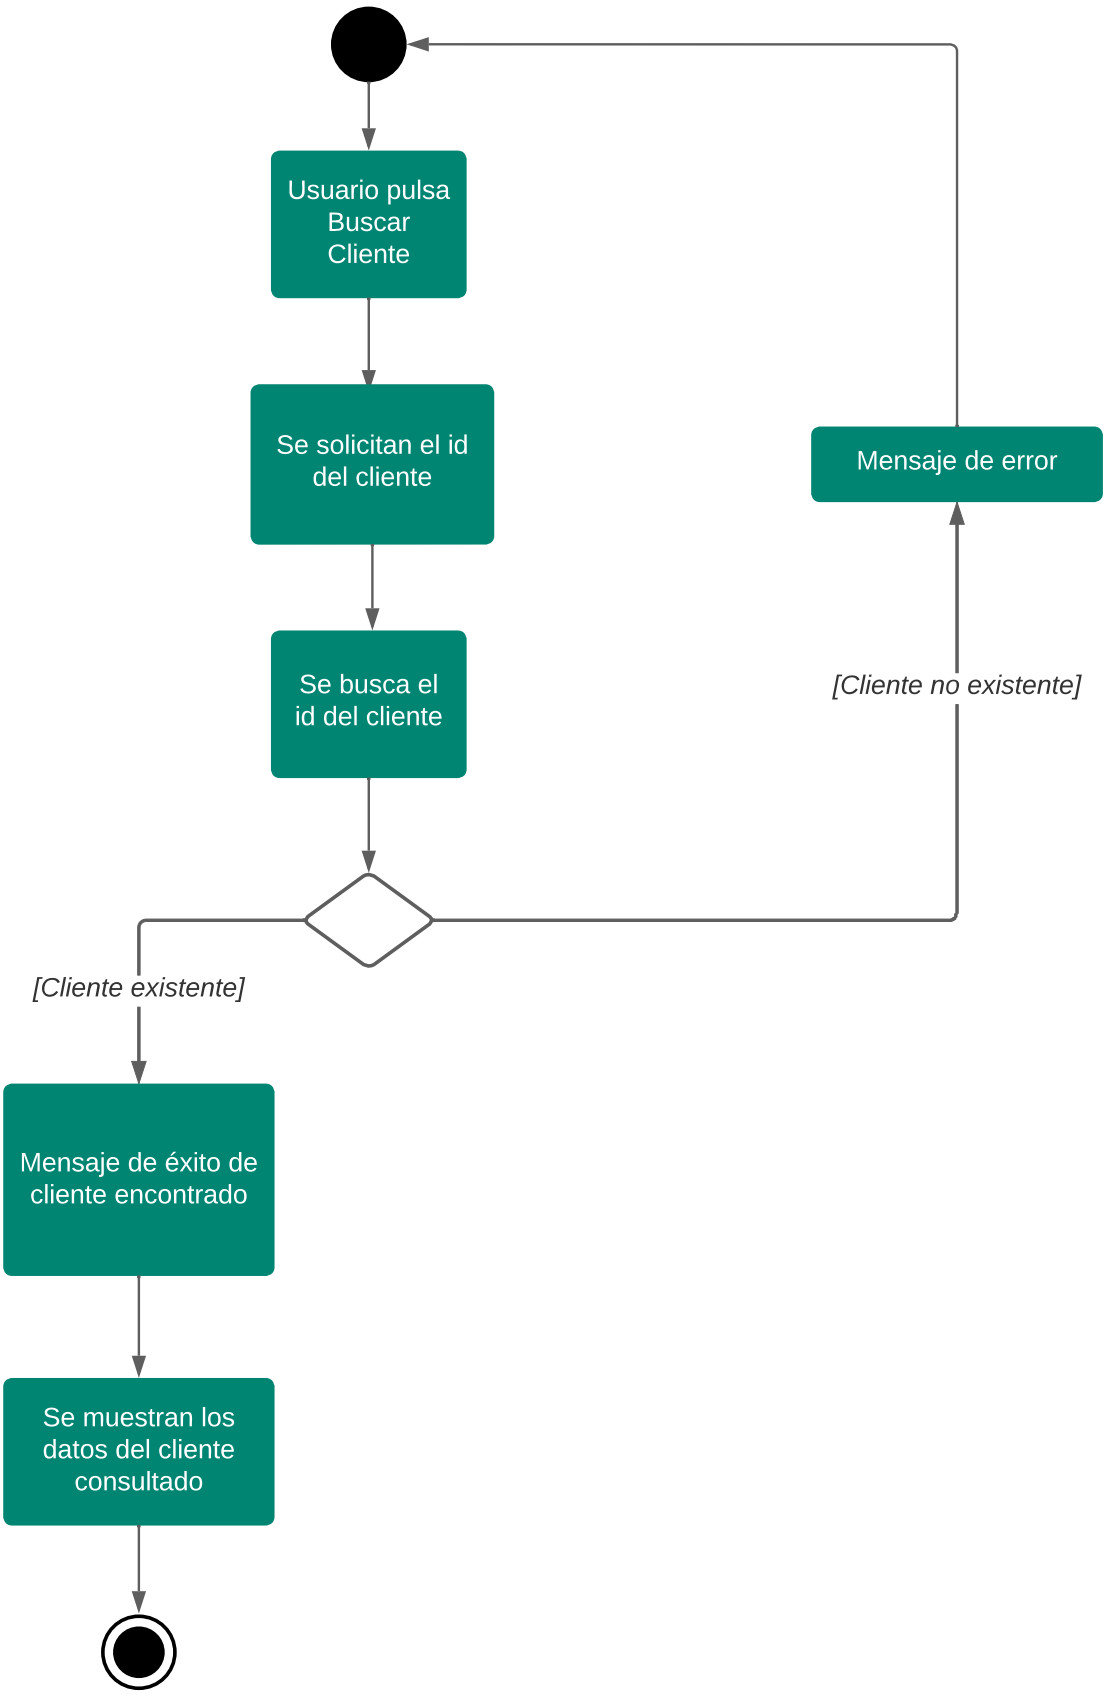 Usuario pulsa
Buscar
Cliente
Se solicitan el id
del cliente
Mensaje de error
Se busca el
id del cliente
[Cliente no existente]
[Cliente existente]
Mensaje de éxito de
cliente encontrado
Se muestran los
datos del cliente
consultado